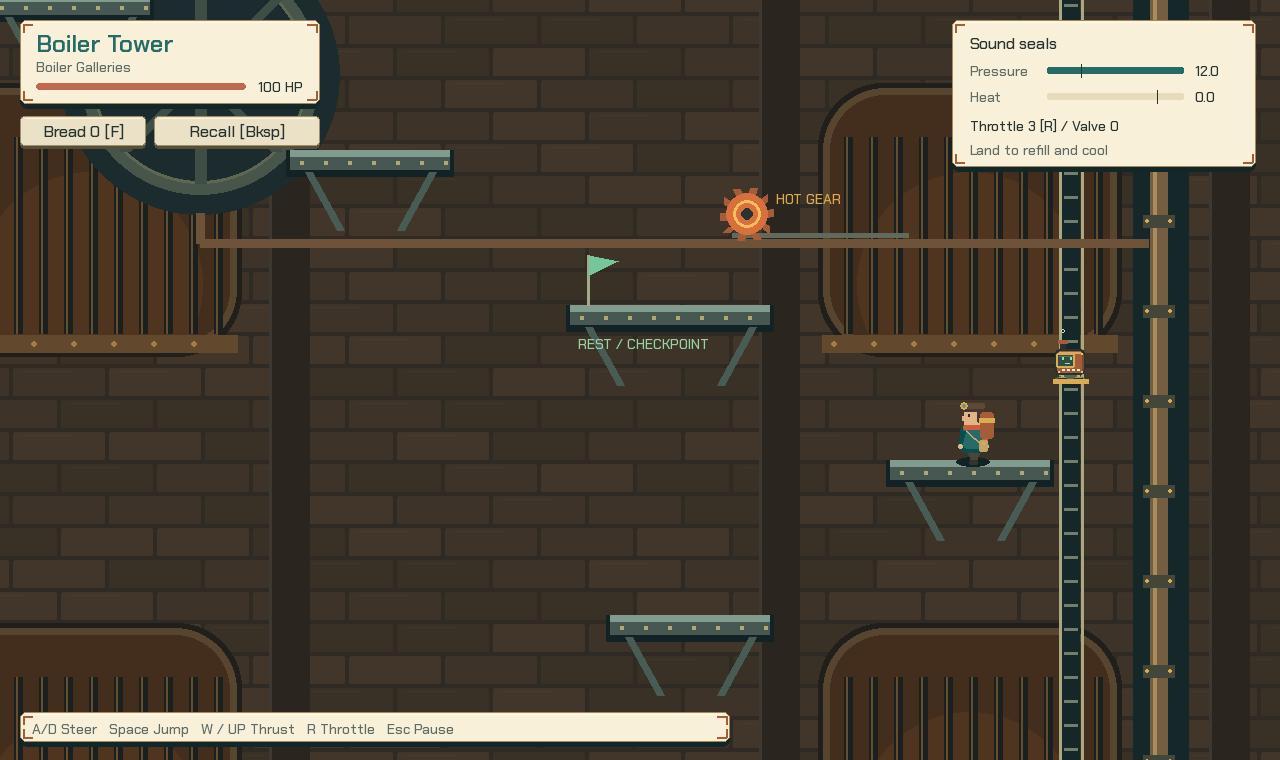 Boiler Tower
Boiler Galleries
100 HP
Bread 0 [F]
Recall [Bksp]
Sound seals
Pressure 12.0
Heat 0.0
Throttle 3 [R] / Valve 0
Land to refill and cool
HOT GEAR
REST / CHECKPOINT
A/D Steer Space Jump W / UP Thrust R Throttle Esc Pause